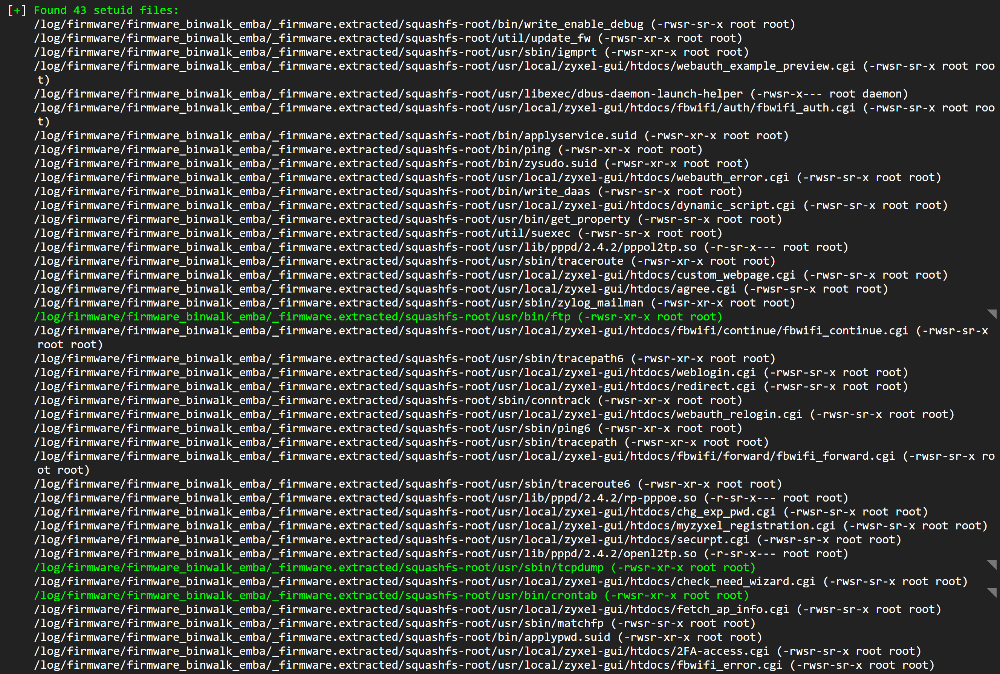 [+] Found 43 setuid files:
/log/firmware/firmware_binwalk_emba/_firmware.extracted/squashfs-root/bin/write_enable_debug (-rwsr-sr-x root root)
/log/firmware/firmware_binwalk_emba/_firmware.extracted/squashfs-root/util/update_fw (-rwsr-xr-x root root)
/log/firmware/firmware_binwalk_emba/_firmware.extracted/squashfs-root/usr/sbin/igmprt (-rwsr-xr-x root root)
/log/firmware/firmware_binwalk_emba/_firmware.extracted/squashfs-root/usr/local/zyxel-gui/htdocs/webauth_example_preview.cgi (-rwsr-sr-x root roo
t)
/log/firmware/firmware_binwalk_emba/_firmware.extracted/squashfs-root/usr/libexec/dbus-daemon-launch-helper (-rwsr-x--- root daemon)
/log/firmware/firmware_binwalk_emba/_firmware.extracted/squashfs-root/usr/local/zyxel-gui/htdocs/fbwifi/auth/fbwifi_auth.cgi (-rwsr-sr-x root roo
t)
/log/firmware/firmware_binwalk_emba/_firmware.extracted/squashfs-root/bin/applyservice.suid (-rwsr-xr-x root root)
/log/firmware/firmware_binwalk_emba/_firmware.extracted/squashfs-root/bin/ping (-rwsr-xr-x root root)
/log/firmware/firmware_binwalk_emba/_firmware.extracted/squashfs-root/bin/zysudo.suid (-rwsr-xr-x root root)
/log/firmware/firmware_binwalk_emba/_firmware.extracted/squashfs-root/usr/local/zyxel-gui/htdocs/webauth_error.cgi (-rwsr-sr-x root root)
/log/firmware/firmware_binwalk_emba/_firmware.extracted/squashfs-root/bin/write_daas (-rwsr-sr-x root root)
/log/firmware/firmware_binwalk_emba/_firmware.extracted/squashfs-root/usr/local/zyxel-gui/htdocs/dynamic_script.cgi (-rwsr-sr-x root root)
/log/firmware/firmware_binwalk_emba/_firmware.extracted/squashfs-root/usr/bin/get_property (-rwsr-sr-x root root)
/log/firmware/firmware_binwalk_emba/_firmware.extracted/squashfs-root/util/suexec (-rwsr-sr-x root root)
/log/firmware/firmware_binwalk_emba/_firmware.extracted/squashfs-root/usr/lib/pppd/2.4.2/pppol2tp.so (-r-sr-x--- root root)
/log/firmware/firmware_binwalk_emba/_firmware.extracted/squashfs-root/usr/sbin/traceroute (-rwsr-xr-x root root)
/log/firmware/firmware_binwalk_emba/_firmware.extracted/squashfs-root/usr/local/zyxel-gui/htdocs/custom_webpage.cgi (-rwsr-sr-x root root)
/log/firmware/firmware_binwalk_emba/_firmware.extracted/squashfs-root/usr/local/zyxel-gui/htdocs/agree.cgi (-rwsr-sr-x root root)
/log/firmware/firmware_binwalk_emba/_firmware.extracted/squashfs-root/usr/sbin/zylog_mailman (-rwsr-xr-x root root)
/log/firmware/firmware_binwalk_emba/_firmware.extracted/squashfs-root/usr/bin/ftp (-rwsr-xr-x root root)
/log/firmware/firmware_binwalk_emba/_firmware.extracted/squashfs-root/usr/local/zyxel-gui/htdocs/fbwifi/continue/fbwifi_continue.cgi (-rwsr-sr-x
root root)
/log/firmware/firmware_binwalk_emba/_firmware.extracted/squashfs-root/usr/sbin/tracepath6 (-rwsr-xr-x root root)
/log/firmware/firmware_binwalk_emba/_firmware.extracted/squashfs-root/usr/local/zyxel-gui/htdocs/weblogin.cgi (-rwsr-sr-x root root)
/log/firmware/firmware_binwalk_emba/_firmware.extracted/squashfs-root/usr/local/zyxel-gui/htdocs/redirect.cgi (-rwsr-sr-x root root)
/log/firmware/firmware_binwalk_emba/_firmware.extracted/squashfs-root/sbin/conntrack (-rwsr-xr-x root root)
/log/firmware/firmware_binwalk_emba/_firmware.extracted/squashfs-root/usr/local/zyxel-gui/htdocs/webauth_relogin.cgi (-rwsr-sr-x root root)
/log/firmware/firmware_binwalk_emba/_firmware.extracted/squashfs-root/usr/sbin/ping6 (-rwsr-xr-x root root)
/log/firmware/firmware_binwalk_emba/_firmware.extracted/squashfs-root/usr/sbin/tracepath (-rwsr-xr-x root root)
/log/firmware/firmware_binwalk_emba/_firmware.extracted/squashfs-root/usr/local/zyxel-gui/htdocs/fbwifi/forward/fbwifi_forward.cgi (-rwsr-sr-x ro
ot root)
/log/firmware/firmware_binwalk_emba/_firmware.extracted/squashfs-root/usr/sbin/traceroute6 (-rwsr-xr-x root root)
/log/firmware/firmware_binwalk_emba/_firmware.extracted/squashfs-root/usr/lib/pppd/2.4.2/rp-pppoe.so (-r-sr-x--- root root)
/log/firmware/firmware_binwalk_emba/_firmware.extracted/squashfs-root/usr/local/zyxel-gui/htdocs/chg_exp_pwd.cgi (-rwsr-sr-x root root)
/log/firmware/firmware_binwalk_emba/_firmware.extracted/squashfs-root/usr/local/zyxel-gui/htdocs/myzyxel_registration.cgi (-rwsr-sr-x root root)
/log/firmware/firmware_binwalk_emba/_firmware.extracted/squashfs-root/usr/local/zyxel-gui/htdocs/securpt.cgi (-rwsr-sr-x root root)
/log/firmware/firmware_binwalk_emba/_firmware.extracted/squashfs-root/usr/lib/pppd/2.4.2/openl2tp.so (-r-sr-x--- root root)
/log/firmware/firmware_binwalk_emba/_firmware.extracted/squashfs-root/usr/sbin/tcpdump (-rwsr-xr-x root root)
/log/firmware/firmware_binwalk_emba/_firmware.extracted/squashfs-root/usr/local/zyxel-gui/htdocs/check_need_wizard.cgi (-rwsr-sr-x root root)
/log/firmware/firmware_binwalk_emba/_firmware.extracted/squashfs-root/usr/bin/crontab (-rwsr-xr-x root root)
/log/firmware/firmware_binwalk_emba/_firmware.extracted/squashfs-root/usr/local/zyxel-gui/htdocs/fetch_ap_info.cgi (-rwsr-sr-x root root)
/log/firmware/firmware_binwalk_emba/_firmware.extracted/squashfs-root/usr/sbin/matchfp (-rwsr-sr-x root root)
/log/firmware/firmware_binwalk_emba/_firmware.extracted/squashfs-root/bin/applypwd.suid (-rwsr-xr-x root root)
/log/firmware/firmware_binwalk_emba/_firmware.extracted/squashfs-root/usr/local/zyxel-gui/htdocs/2FA-access.cgi (-rwsr-sr-x root root)
/log/firmware/firmware_binwalk_emba/_firmware.extracted/squashfs-root/usr/local/zyxel-gui/htdocs/fbwifi_error.cgi (-rwsr-sr-x root root)